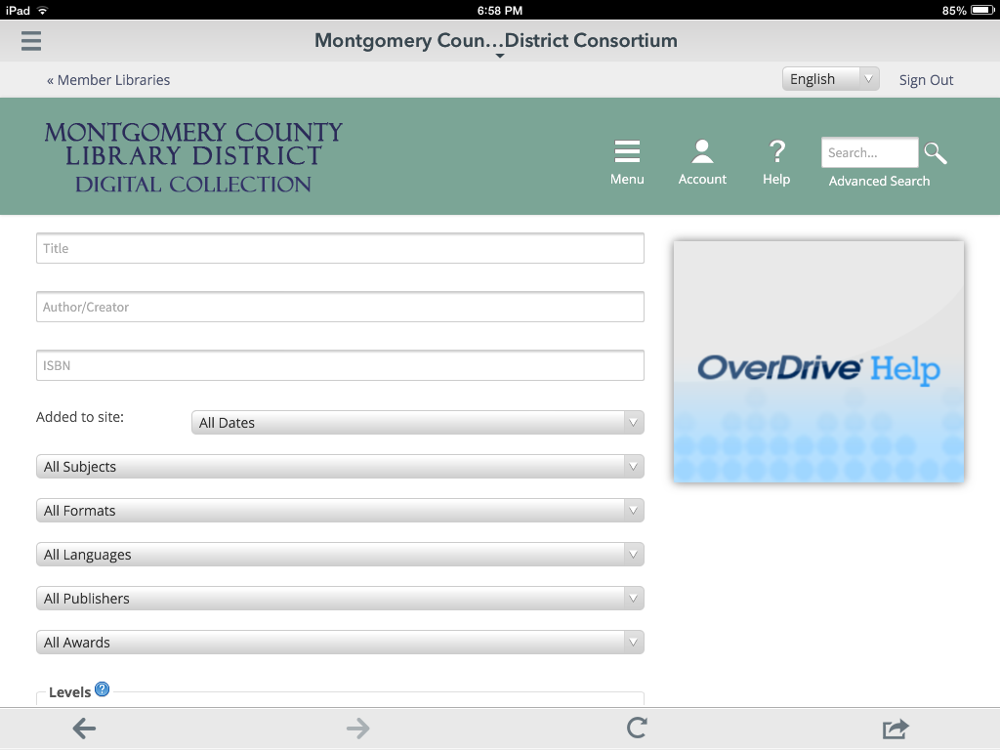 iPad 6:58 PM 85%
Montgomery Coun...District Consortium
« Member Libraries English Sign Out
MONTGOMERY COUNTY
LIBRARY DISTRICT
DIGITAL COLLECTION
Menu Account Help Search...
Advanced Search
Title
Author/Creator
ISBN
Added to site: All Dates
All Subjects
All Formats
All Languages
All Publishers
All Awards
Levels ?
OverDrive® Help